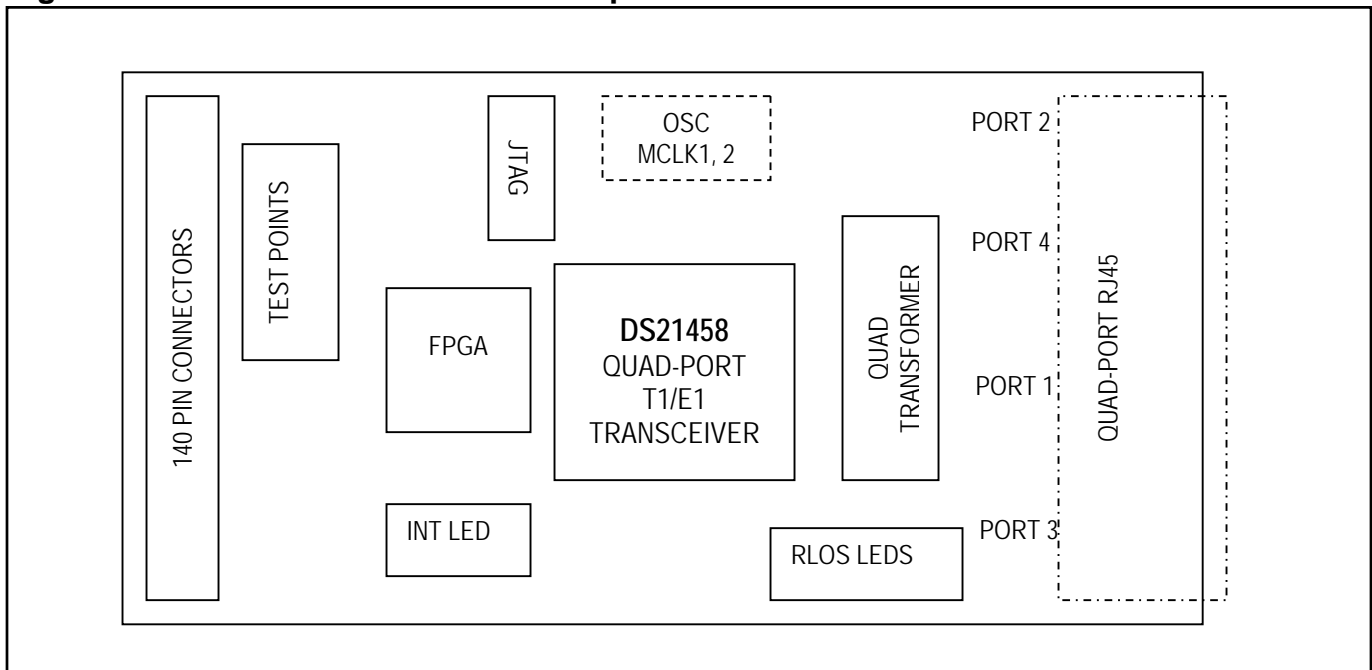 140 PIN CONNECTORS
TEST POINTS
JTAG
OSC
MCLK1, 2
FPGA
INT LED
DS21458
QUAD-PORT
T1/E1
TRANSCEIVER
QUAD
TRANSFORMER
RLOS LEDS
PORT 2
PORT 4
PORT 1
PORT 3
QUAD-PORT RJ45